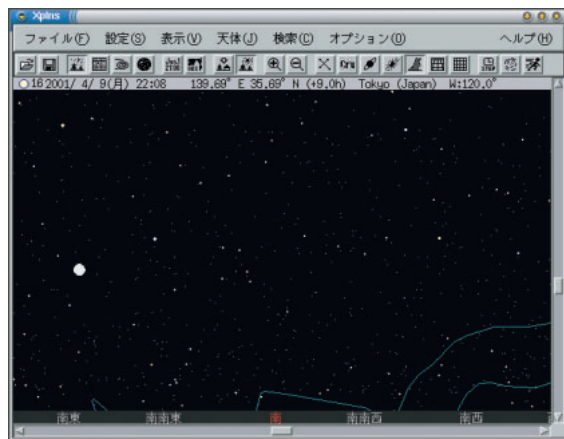 Xplns
ファイル(F) 設定(S) 表示(V) 天体(J) 検索(C) オプション(O) ヘルプ(H)
16 2001/ 4/ 9(月) 22:08 139.69° E 35.69° N (+9.0h) Tokyo (Japan) W:120.0°
南東 南南東 南 南南西 南西